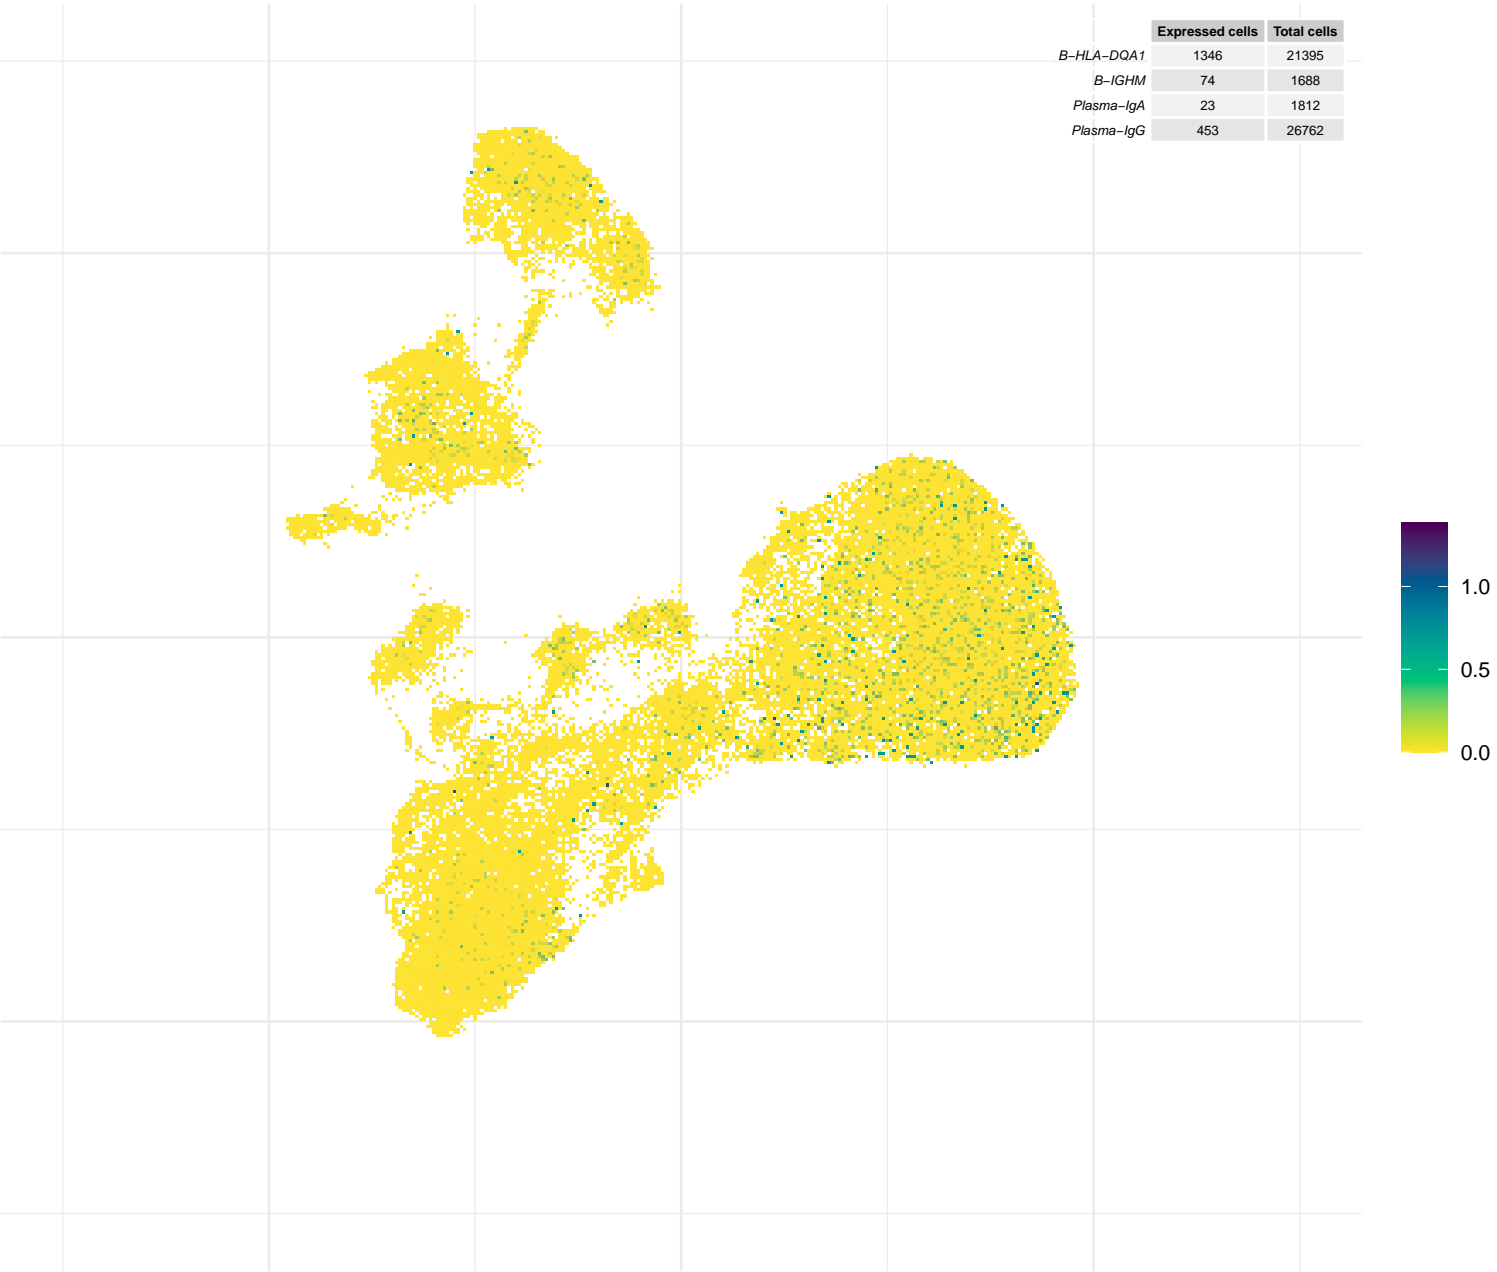 Expressed cells Total cells
B−HLA−DQA1 1346 21395
B−IGHM 74 1688
Plasma−IgA 23 1812
Plasma−IgG 453 26762
1.0
0.5
0.0